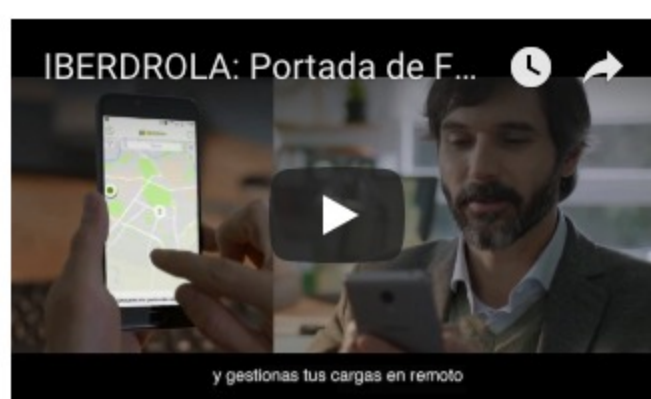 IBERDROLA: Portada de F...
y gestionas tus cargas en remoto